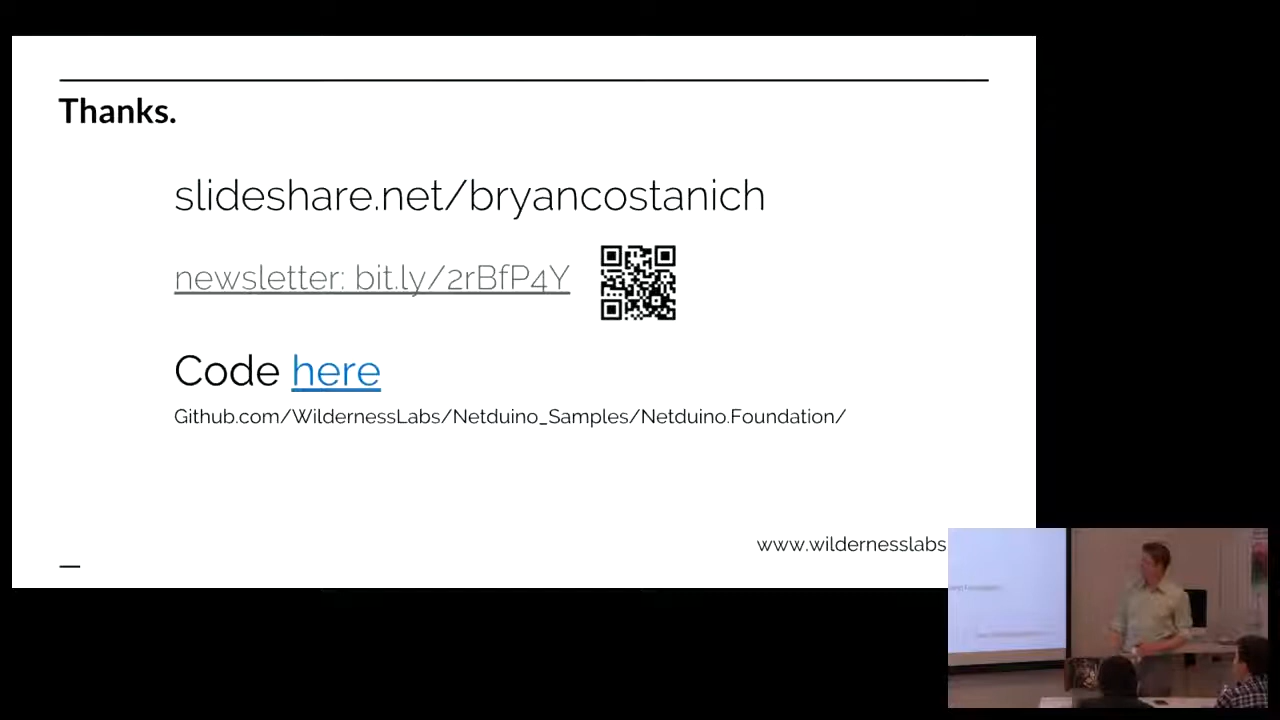 Thanks.
slideshare.net/bryancostanich
newsletter: bit.ly/2rBfP4Y
Code here
Github.com/WildernessLabs/Netduino_Samples/Netduino.Foundation/
www.wildernesslabs